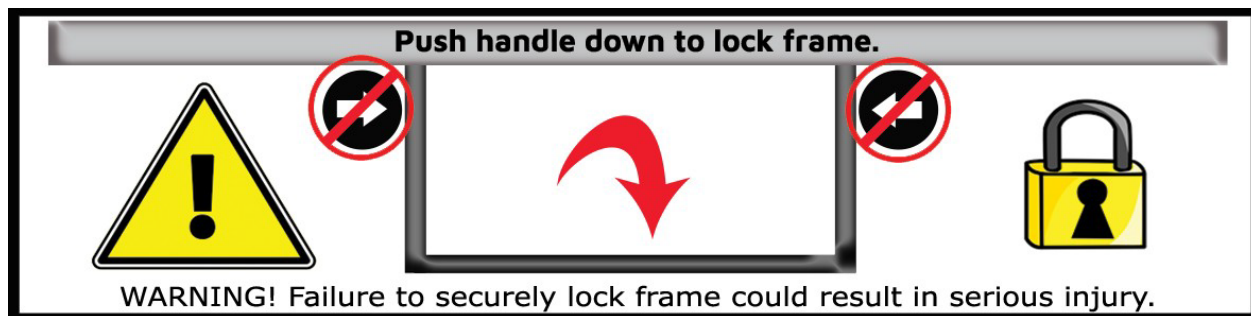 Push handle down to lock frame.
WARNING! Failure to securely lock frame could result in serious injury.